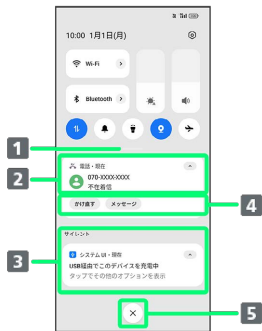 10:00 1月1日(月)
Wi-Fi
Bluetooth
1
電話・現在
2
070-XXXX-XXXX
不在着信
かけ直す メッセージ
4
サイレント
3
システム UI・現在
USB経由でこのデバイスを充電中
タップでその他のオプションを表示
5